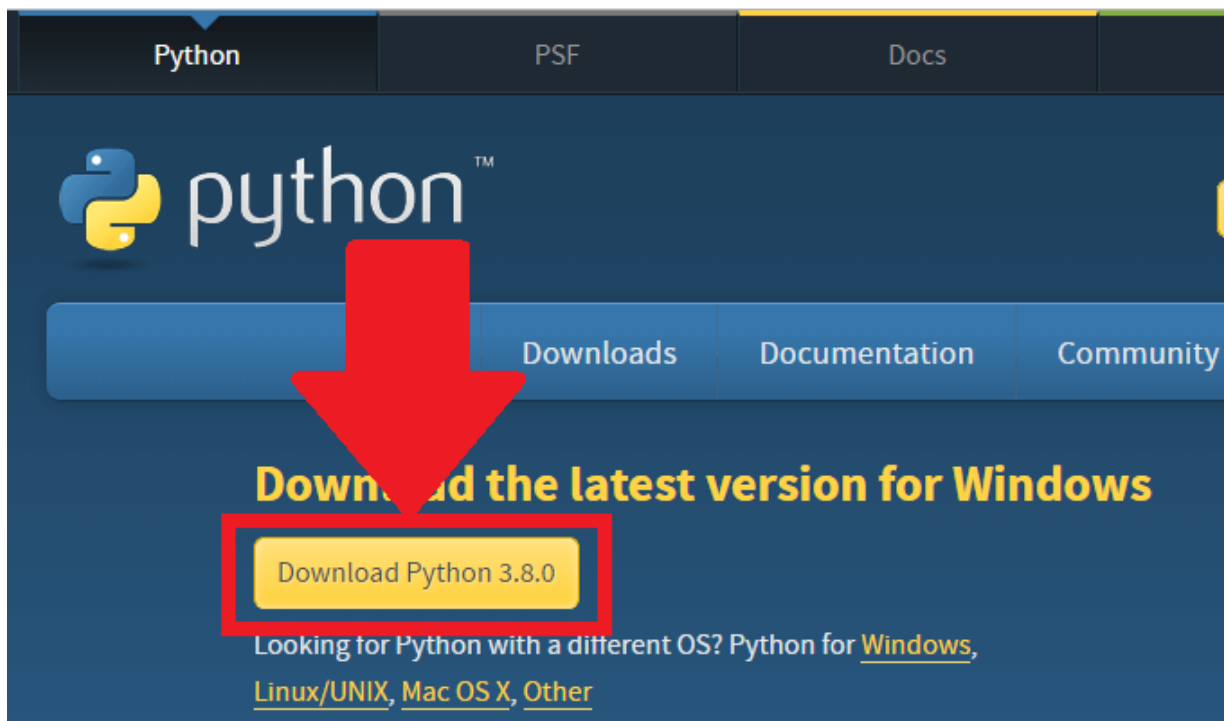 Python PSF Docs
python™
Downloads Documentation Community
Download the latest version for Windows
Download Python 3.8.0
Looking for Python with a different OS? Python for Windows,
Linux/UNIX, Mac OS X, Other